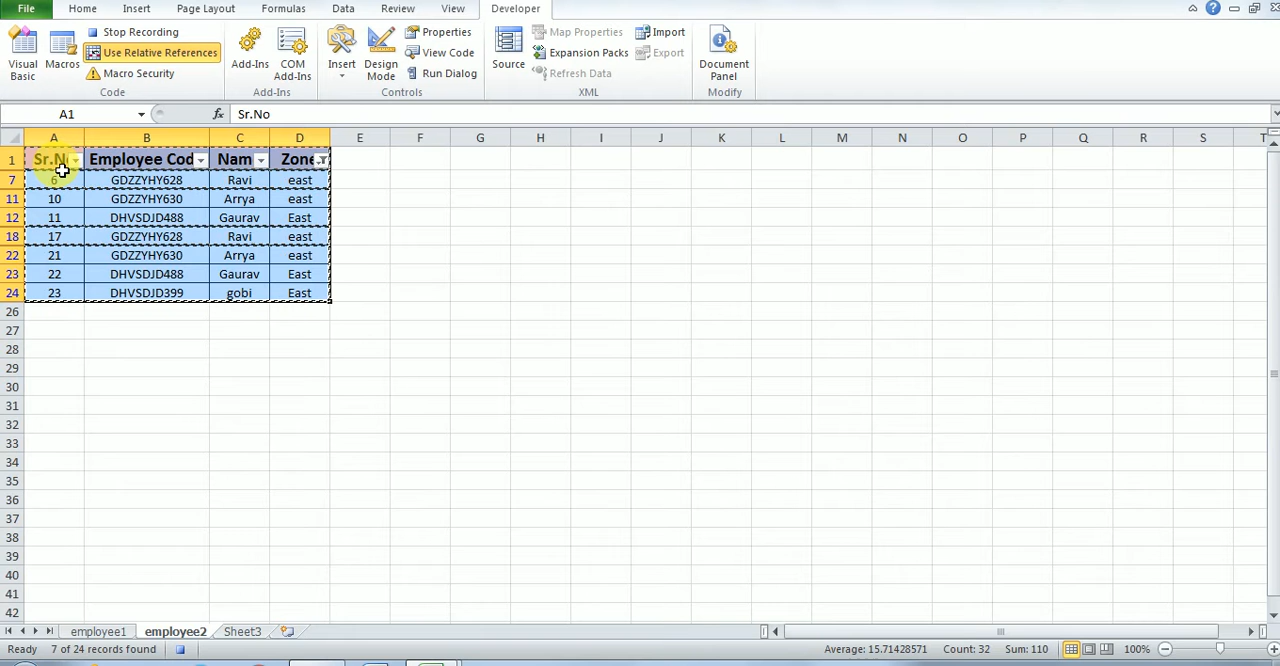 File Home Insert Page Layout Formulas Data Review View Developer
Visual Basic
Macros
Stop Recording
Use Relative References
Macro Security
Code
Add-Ins
COM Add-Ins
Add-Ins
Insert
Design Mode
Properties
View Code
Run Dialog
Controls
Source
Map Properties
Expansion Packs
Refresh Data
Import
Export
XML
Document Panel
Modify
A1 fx Sr.No
A B C D E F G H I J K L M N O P Q R S T
1 Sr.N Employee Cod Nam Zone
7 6 GDZZYHY628 Ravi east
11 10 GDZZYHY630 Arrya east
12 11 DHVSDJD488 Gaurav East
18 17 GDZZYHY628 Ravi east
22 21 GDZZYHY630 Arrya east
23 22 DHVSDJD488 Gaurav East
24 23 DHVSDJD399 gobi East
26
27
28
29
30
31
32
33
34
35
36
37
38
39
40
41
42
employee1 employee2 Sheet3
Ready 7 of 24 records found Average: 15.71428571 Count: 32 Sum: 110 100%